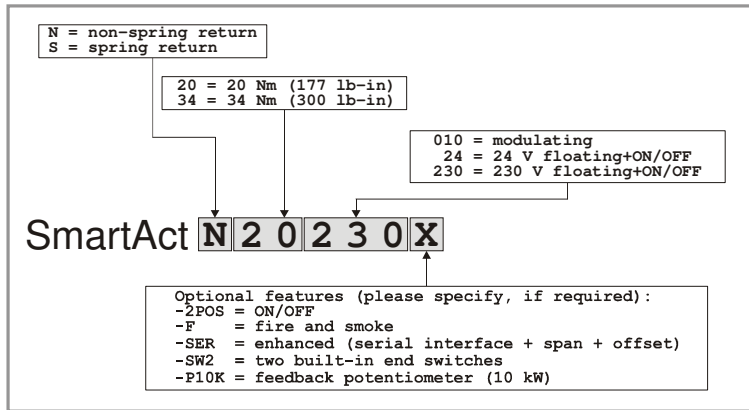 N = non-spring return
S = spring return
20 = 20 Nm (177 lb-in)
34 = 34 Nm (300 lb-in)
010 = modulating
24 = 24 V floating+ON/OFF
230 = 230 V floating+ON/OFF
SmartAct N 2 0 2 3 0 X
Optional features (please specify, if required):
-2POS = ON/OFF
-F = fire and smoke
-SER = enhanced (serial interface + span + offset)
-SW2 = two built-in end switches
-P10K = feedback potentiometer (10 kW)